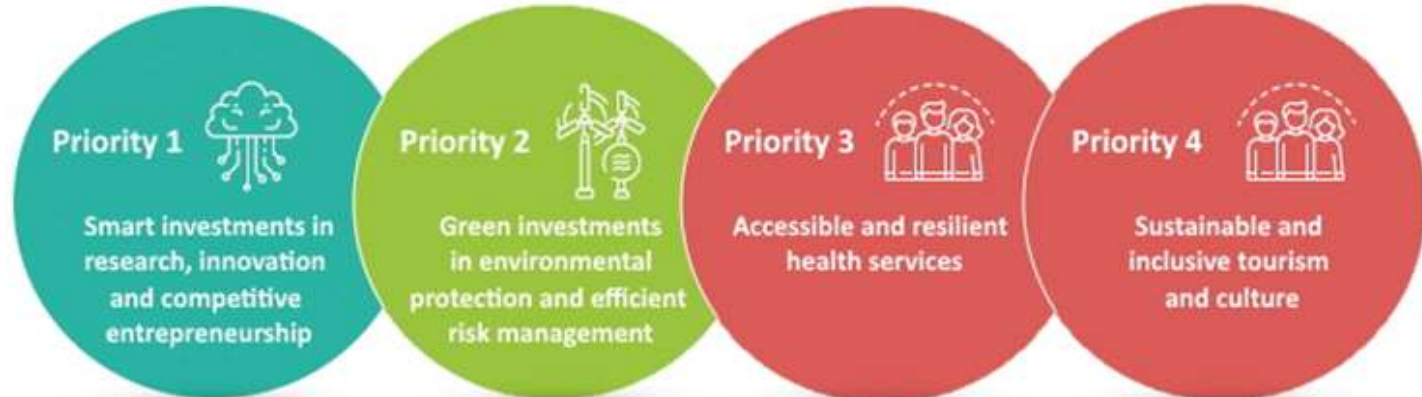 Priority 1
Smart investments in
research, innovation
and competitive
entrepreneurship
Priority 2
Green investments
in environmental
protection and efficient
risk management
Priority 3
Accessible and resilient
health services
Priority 4
Sustainable and
inclusive tourism
and culture